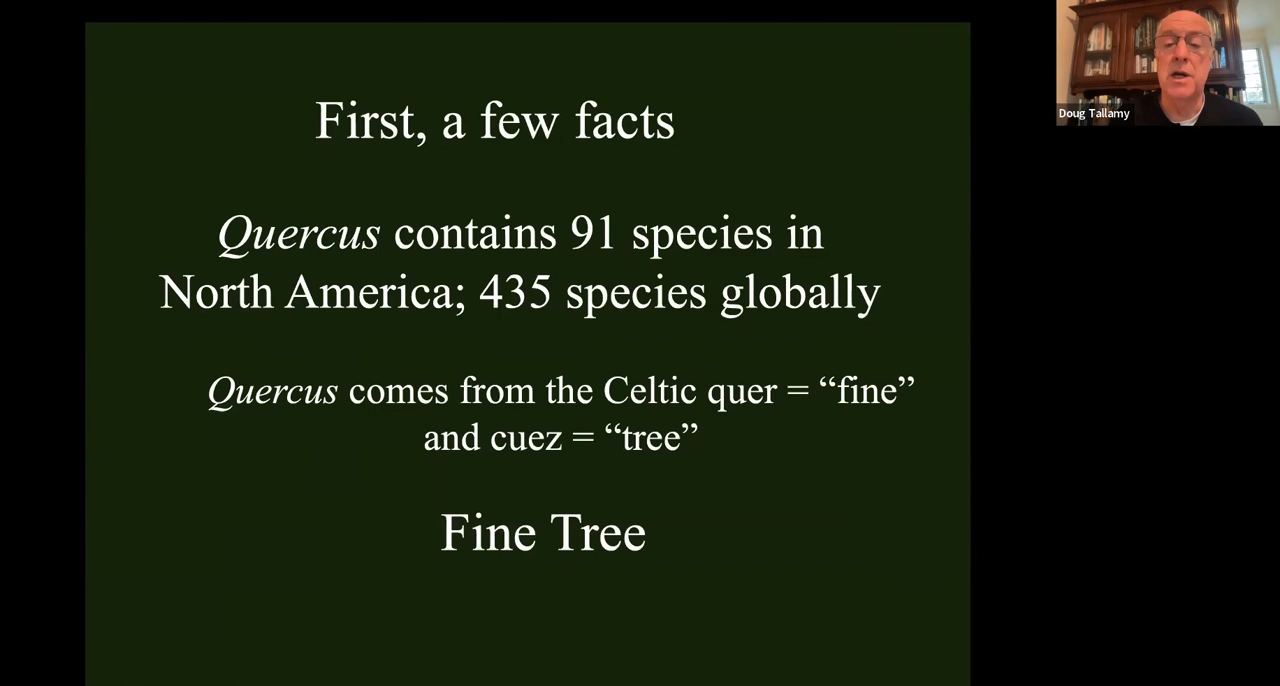 First, a few facts
Quercus contains 91 species in
North America; 435 species globally
Quercus comes from the Celtic quer = “fine”
and cuez = “tree”
Fine Tree
Doug Tallamy